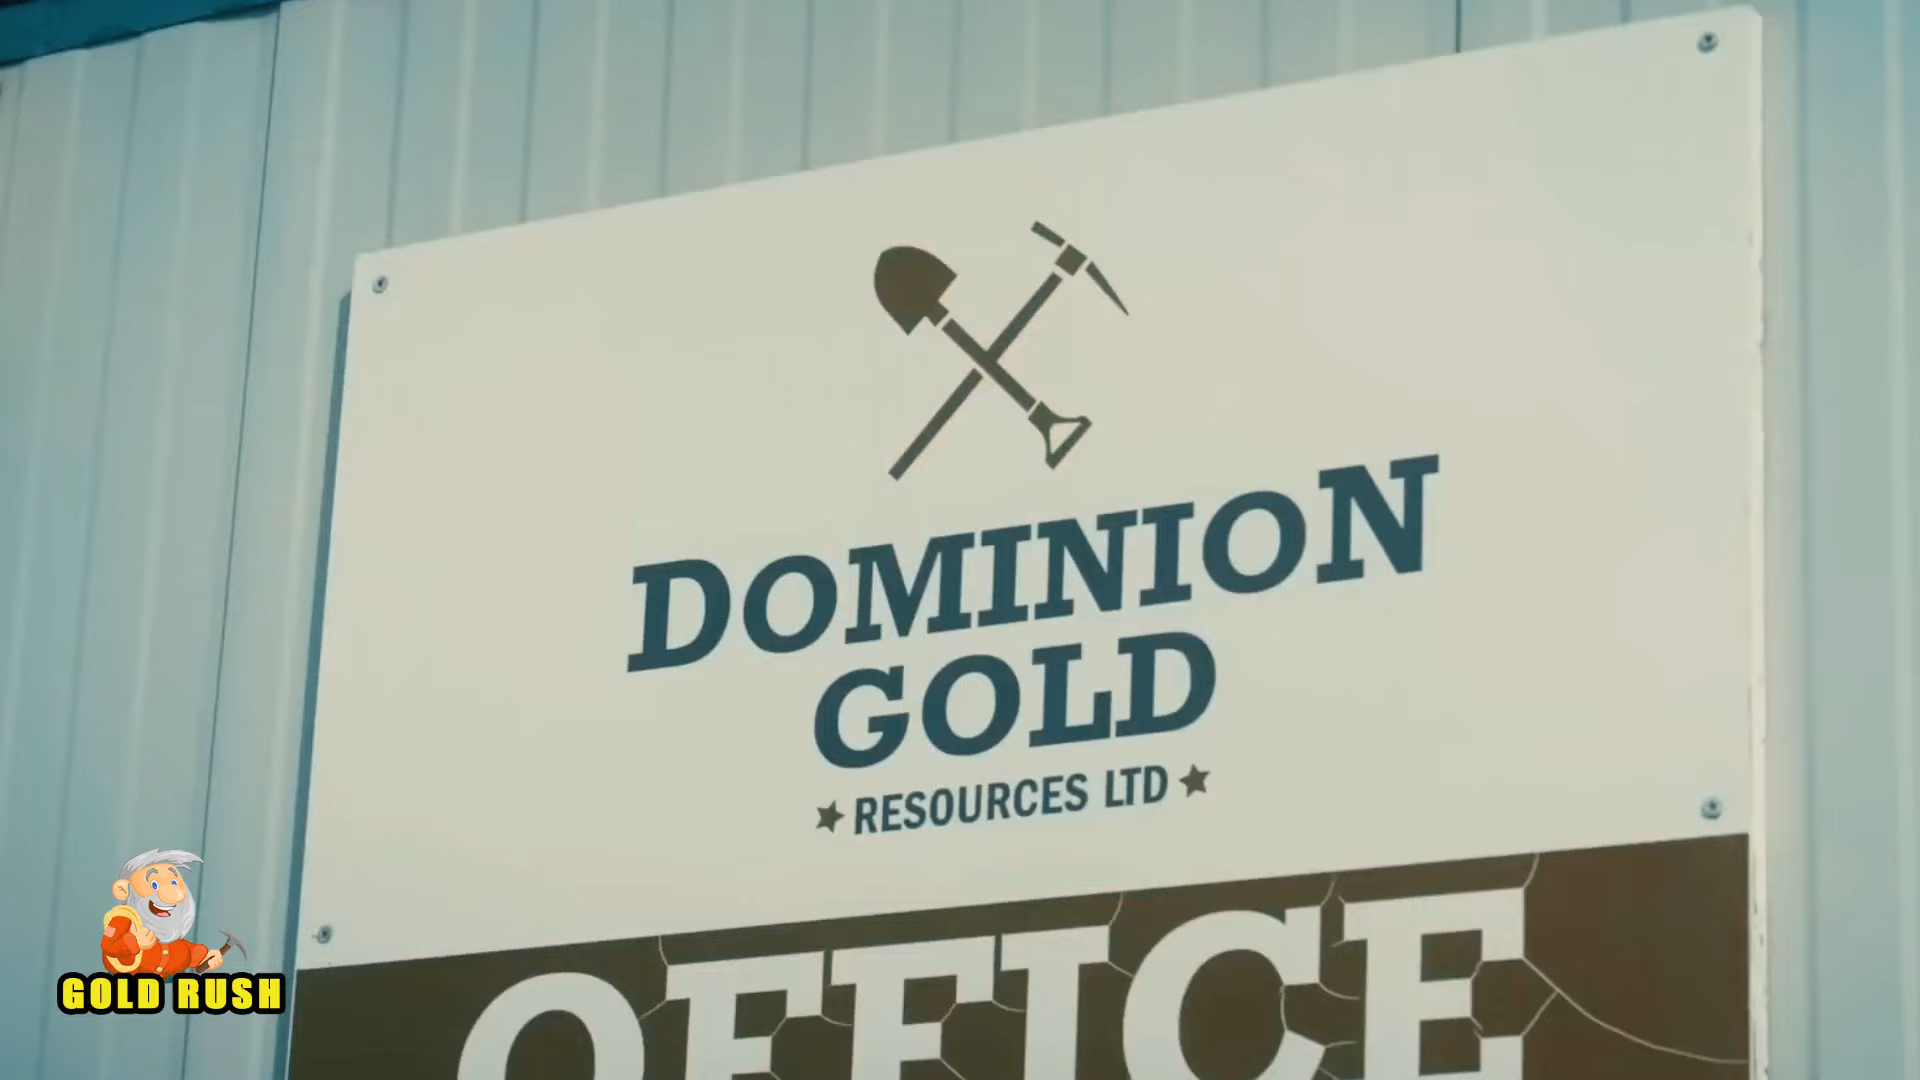 DOMINION
GOLD
RESOURCES LTD
OFFICE
GOLD RUSH